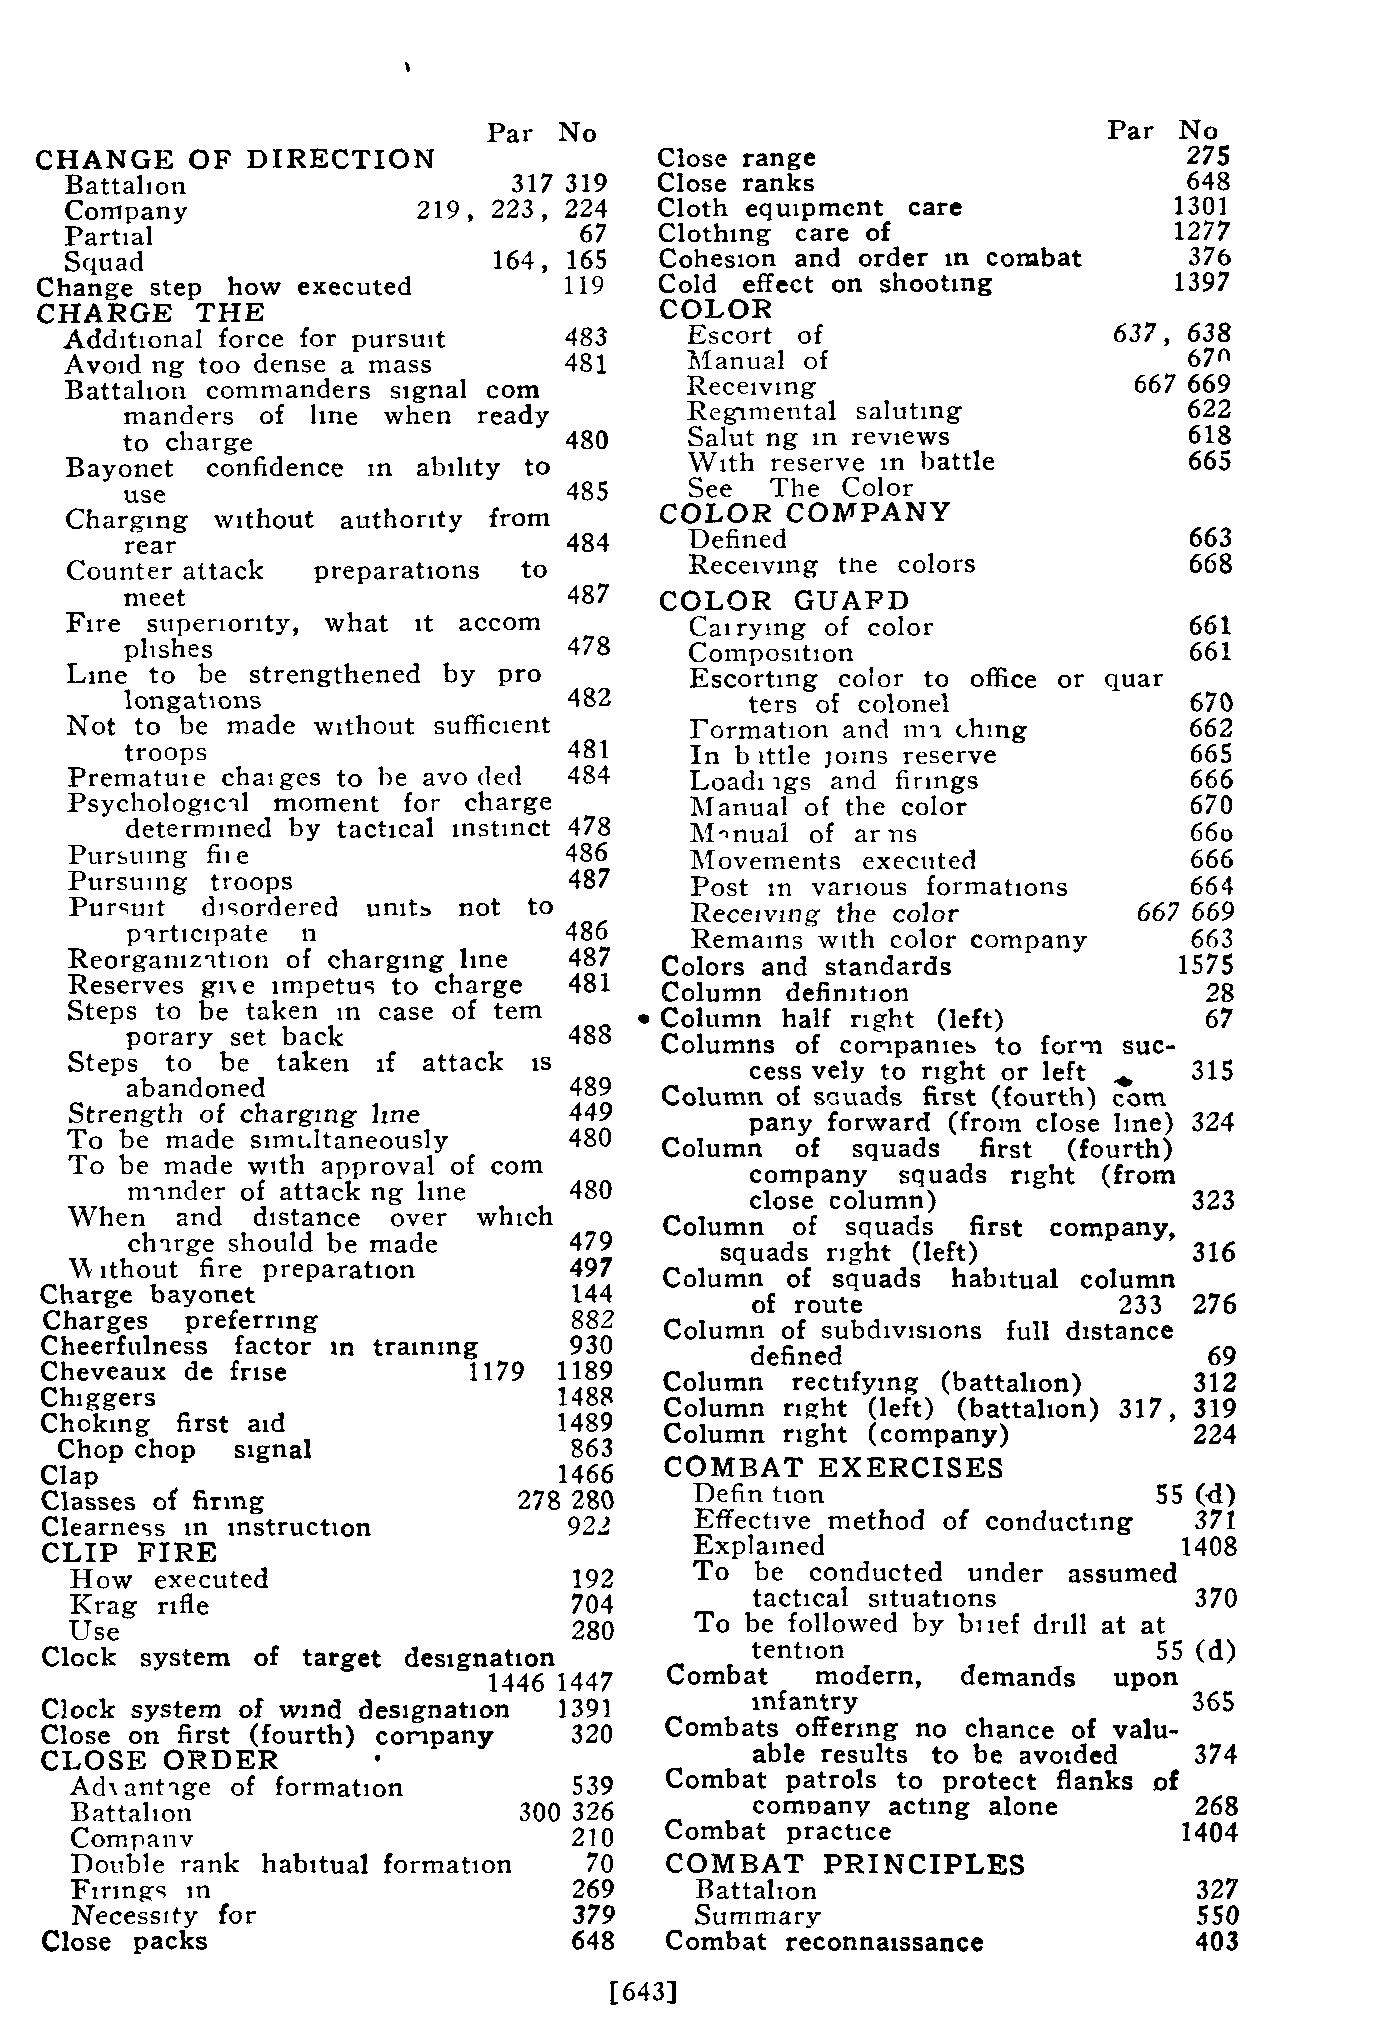 Par No
CHANGE OF DIRECTION
Battalion 317 319
Company 219, 223, 224
Partial 67
Squad 164, 165
Change step how executed 119
CHARGE THE
Additional force for pursuit 483
Avoid ng too dense a mass 481
Battalion commanders signal com
manders of line when ready
to charge 480
Bayonet confidence in ability to
use 485
Charging without authority from
rear 484
Counter attack preparations to
meet 487
Fire superiority, what it accom
plishes 478
Line to be strengthened by pro
longations 482
Not to be made without sufficient
troops 481
Premature charges to be avo ded 484
Psychological moment for charge
determined by tactical instinct 478
Pursuing fire 486
Pursuing troops 487
Pursuit disordered units not to
participate n 486
Reorganization of charging line 487
Reserves give impetus to charge 481
Steps to be taken in case of tem
porary set back 488
Steps to be taken if attack is
abandoned 489
Strength of charging line 449
To be made simultaneously 480
To be made with approval of com
mander of attack ng line 480
When and distance over which
charge should be made 479
Without fire preparation 497
Charge bayonet 144
Charges preferring 882
Cheerfulness factor in training 930
Cheveaux de frise 1179 1189
Chiggers 1488
Choking first aid 1489
Chop chop signal 863
Clap 1466
Classes of firing 278 280
Clearness in instruction 922
CLIP FIRE
How executed 192
Krag rifle 704
Use 280
Clock system of target designation
1446 1447
Clock system of wind designation 1391
Close on first (fourth) company 320
CLOSE ORDER
Advantage of formation 539
Battalion 300 326
Company 210
Double rank habitual formation 70
Firings in 269
Necessity for 379
Close packs 648
Par No
Close range 275
Close ranks 648
Cloth equipment care 1301
Clothing care of 1277
Cohesion and order in combat 376
Cold effect on shooting 1397
COLOR
Escort of 637, 638
Manual of 670
Receiving 667 669
Regimental saluting 622
Salut ng in reviews 618
With reserve in battle 665
See The Color
COLOR COMPANY
Defined 663
Receiving the colors 668
COLOR GUARD
Carrying of color 661
Composition 661
Escorting color to office or quar
ters of colonel 670
Formation and marching 662
In battle joins reserve 665
Loadings and firings 666
Manual of the color 670
Manual of arms 666
Movements executed 666
Post in various formations 664
Receiving the color 667 669
Remains with color company 663
Colors and standards 1575
Column definition 28
• Column half right (left) 67
Columns of companies to form suc-
cess vely to right or left 315
Column of squads first (fourth) com
pany forward (from close line) 324
Column of squads first (fourth)
company squads right (from
close column) 323
Column of squads first company,
squads right (left) 316
Column of squads habitual column
of route 233 276
Column of subdivisions full distance
defined 69
Column rectifying (battalion) 312
Column right (left) (battalion) 317, 319
Column right (company) 224
COMBAT EXERCISES
Defin tion 55 (d)
Effective method of conducting 371
Explained 1408
To be conducted under assumed
tactical situations 370
To be followed by brief drill at at
tention 55 (d)
Combat modern, demands upon
infantry 365
Combats offering no chance of valu-
able results to be avoided 374
Combat patrols to protect flanks of
company acting alone 268
Combat practice 1404
COMBAT PRINCIPLES
Battalion 327
Summary 550
Combat reconnaissance 403
[643]